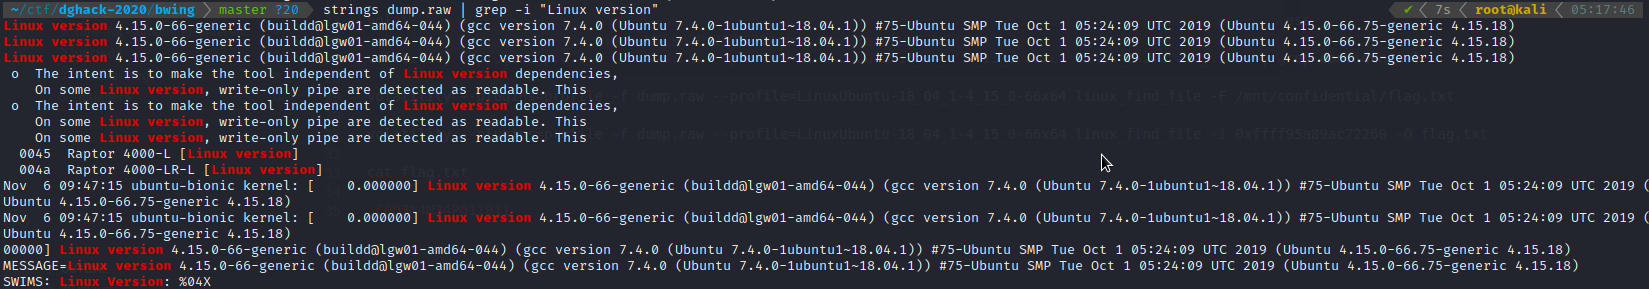 ~/ctf/dghack-2020/bwing master ?20 strings dump.raw | grep -i "Linux version" ✔ 7s root@kali 05:17:46
Linux version 4.15.0-66-generic (buildd@lgw01-amd64-044) (gcc version 7.4.0 (Ubuntu 7.4.0-1ubuntu1~18.04.1)) #75-Ubuntu SMP Tue Oct 1 05:24:09 UTC 2019 (Ubuntu 4.15.0-66.75-generic 4.15.18)
Linux version 4.15.0-66-generic (buildd@lgw01-amd64-044) (gcc version 7.4.0 (Ubuntu 7.4.0-1ubuntu1~18.04.1)) #75-Ubuntu SMP Tue Oct 1 05:24:09 UTC 2019 (Ubuntu 4.15.0-66.75-generic 4.15.18)
Linux version 4.15.0-66-generic (buildd@lgw01-amd64-044) (gcc version 7.4.0 (Ubuntu 7.4.0-1ubuntu1~18.04.1)) #75-Ubuntu SMP Tue Oct 1 05:24:09 UTC 2019 (Ubuntu 4.15.0-66.75-generic 4.15.18)
o The intent is to make the tool independent of Linux version dependencies,
On some Linux version, write-only pipe are detected as readable. This
o The intent is to make the tool independent of Linux version dependencies,
On some Linux version, write-only pipe are detected as readable. This
On some Linux version, write-only pipe are detected as readable. This
0045 Raptor 4000-L [Linux version]
004a Raptor 4000-LR-L [Linux version]
Nov 6 09:47:15 ubuntu-bionic kernel: [ 0.000000] Linux version 4.15.0-66-generic (buildd@lgw01-amd64-044) (gcc version 7.4.0 (Ubuntu 7.4.0-1ubuntu1~18.04.1)) #75-Ubuntu SMP Tue Oct 1 05:24:09 UTC 2019 (
Ubuntu 4.15.0-66.75-generic 4.15.18)
Nov 6 09:47:15 ubuntu-bionic kernel: [ 0.000000] Linux version 4.15.0-66-generic (buildd@lgw01-amd64-044) (gcc version 7.4.0 (Ubuntu 7.4.0-1ubuntu1~18.04.1)) #75-Ubuntu SMP Tue Oct 1 05:24:09 UTC 2019 (
Ubuntu 4.15.0-66.75-generic 4.15.18)
00000] Linux version 4.15.0-66-generic (buildd@lgw01-amd64-044) (gcc version 7.4.0 (Ubuntu 7.4.0-1ubuntu1~18.04.1)) #75-Ubuntu SMP Tue Oct 1 05:24:09 UTC 2019 (Ubuntu 4.15.0-66.75-generic 4.15.18)
MESSAGE=Linux version 4.15.0-66-generic (buildd@lgw01-amd64-044) (gcc version 7.4.0 (Ubuntu 7.4.0-1ubuntu1~18.04.1)) #75-Ubuntu SMP Tue Oct 1 05:24:09 UTC 2019 (Ubuntu 4.15.0-66.75-generic 4.15.18)
SWIMS: Linux Version: %04X